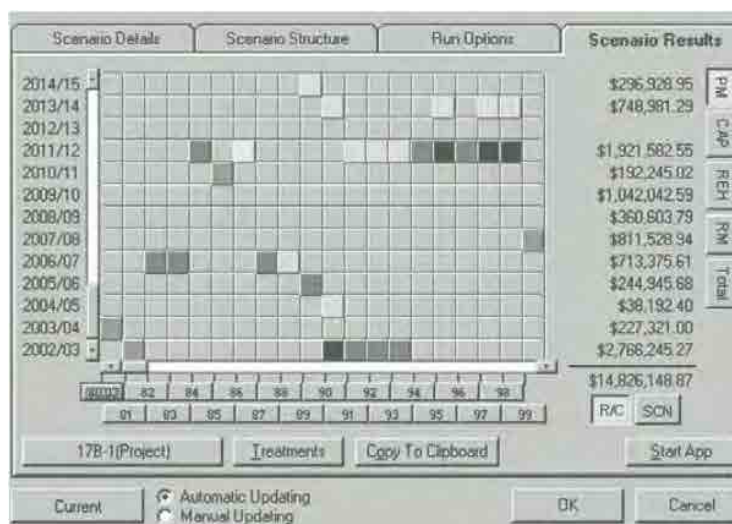 Scenario Details Scenario Structure Run Options Scenario Results
2014/15 $296,928.95
2013/14 $748,981.29
2012/13
2011/12 $1,921,582.55
2010/11 $192,245.02
2009/10 $1,042,042.59
2008/09 $360,603.79
2007/08 $811,528.94
2006/07 $713,375.61
2005/06 $244,945.68
2004/05 $38,192.40
2003/04 $227,321.00
2002/03 $2,766,245.27
$14,826,148.87
PM
CAP
REH
RM
Total
82 84 86 88 90 92 94 96 98
81 83 85 87 89 91 93 95 97 99
R/C SCN
17B-1(Project) Treatments Copy To Clipboard Start App
Current Automatic Updating OK Cancel
Manual Updating